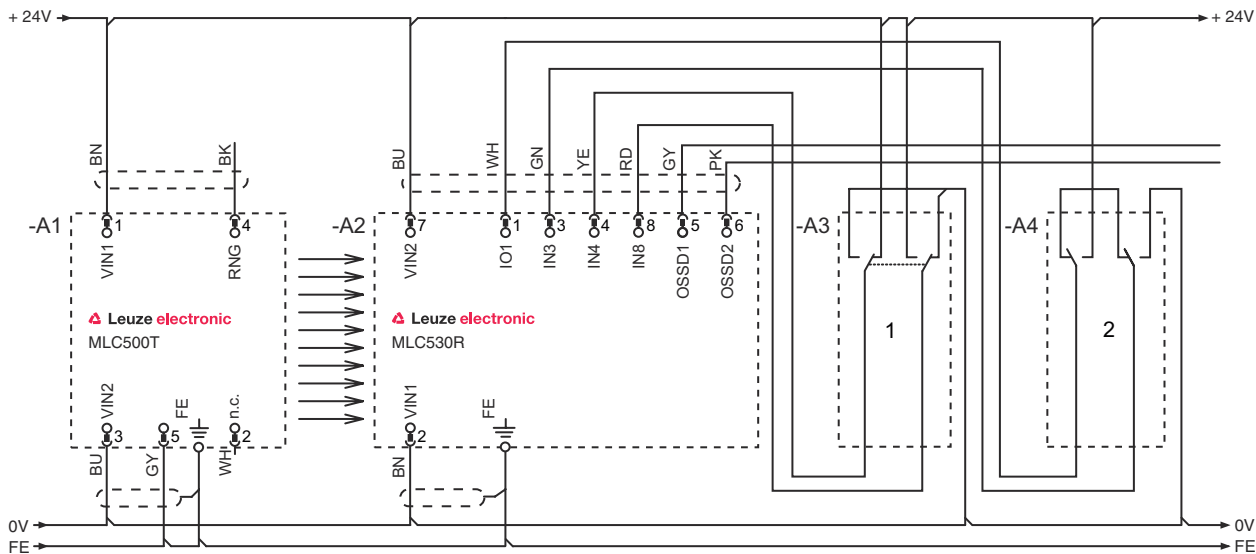 + 24V
+ 24V
BN
BK
BU
WH
GN
YE
RD
GY
PK
-A1
1
4
-A2
7
1
3
4
8
5
6
-A3
-A4
VIN1
RNG
VIN2
IO1
IN3
IN4
IN8
OSSD1
OSSD2
Leuze electronic
MLC500T
Leuze electronic
MLC530R
1
2
VIN2
FE
n.c.
VIN1
FE
3
5
2
2
BU
GY
WH
BN
0V
0V
FE
FE